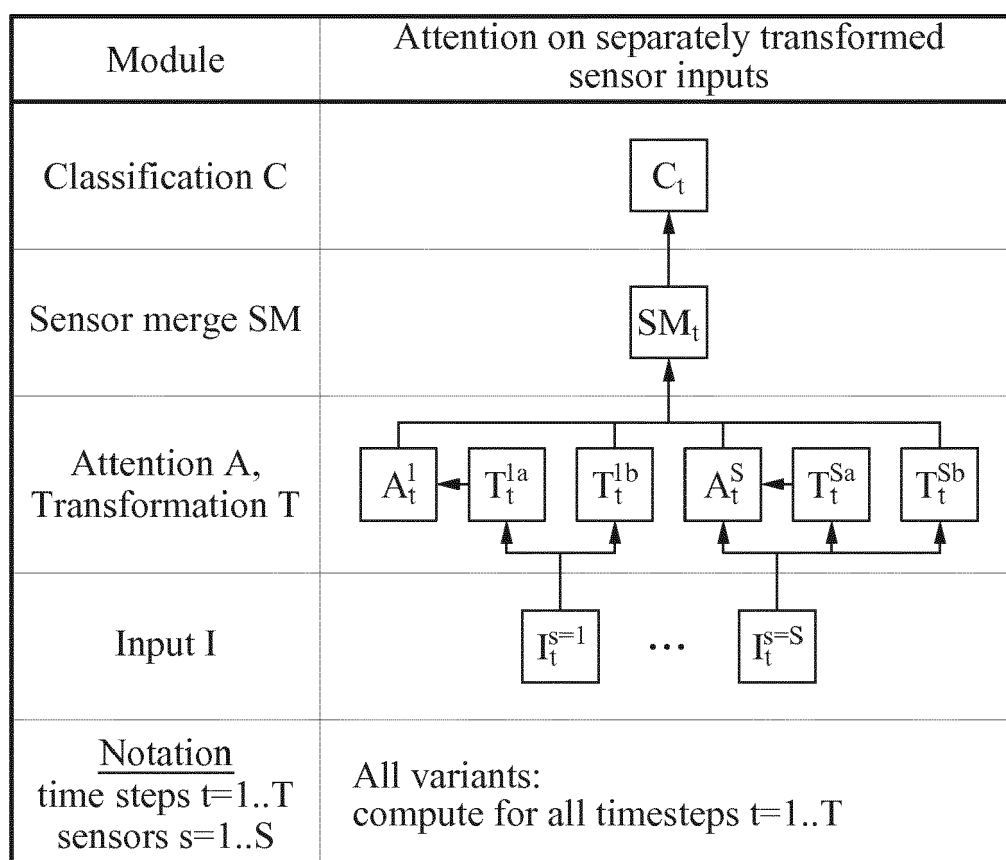 Module
Attention on separately transformed
sensor inputs
Classification C
C_t
Sensor merge SM
SM_t
Attention A,
Transformation T
A_t^1 T_t^1a T_t^1b A_t^S T_t^Sa T_t^Sb
Input I
I_t^s=1 ... I_t^s=S
Notation
time steps t=1..T
sensors s=1..S
All variants:
compute for all timesteps t=1..T